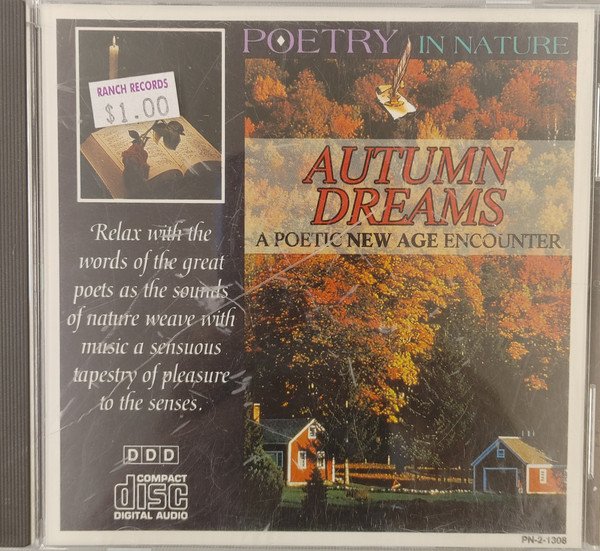 POETRY IN NATURE
RANCH RECORDS
$1.00
AUTUMN
DREAMS
A POETIC NEW AGE ENCOUNTER
Relax with the
words of the great
poets as the sounds
of nature weave with
music a sensuous
tapestry of pleasure
to the senses.
DDD
COMPACT
disc
DIGITAL AUDIO
PN-2-1308